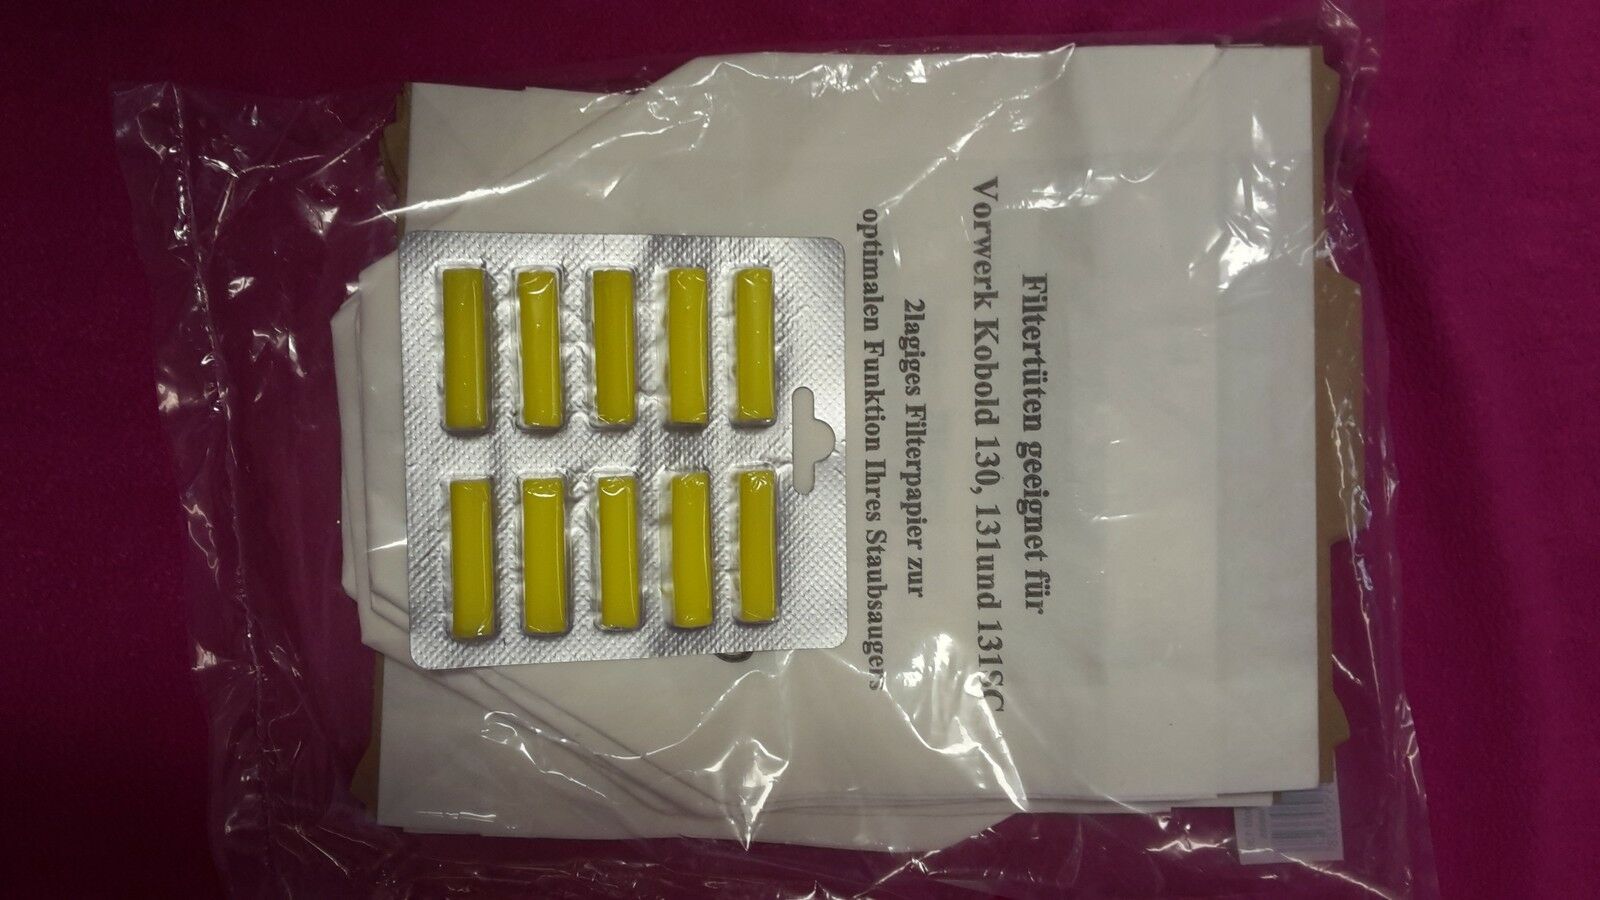 Filtertüten geeignet für
Vorwerk Kobold 130, 131und 131SC
2lagiges Filterpapier zur
optimalen Funktion Ihres Staubsaugers